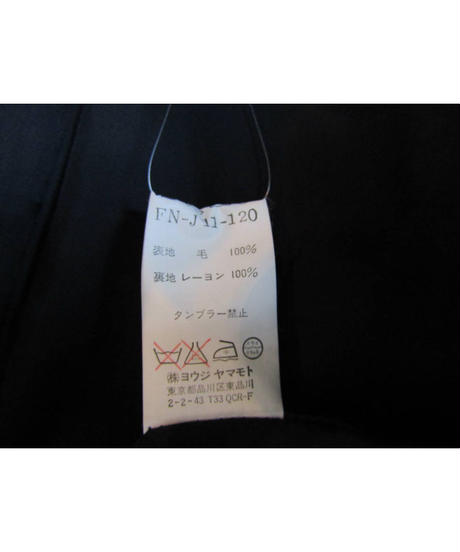 FN-J11-120
表地 毛 100%
裏地 レーヨン 100%
タンブラー禁止
㈱ヨウジ ヤマモト
東京都品川区東品川
2-2-43 T33 QCR-F